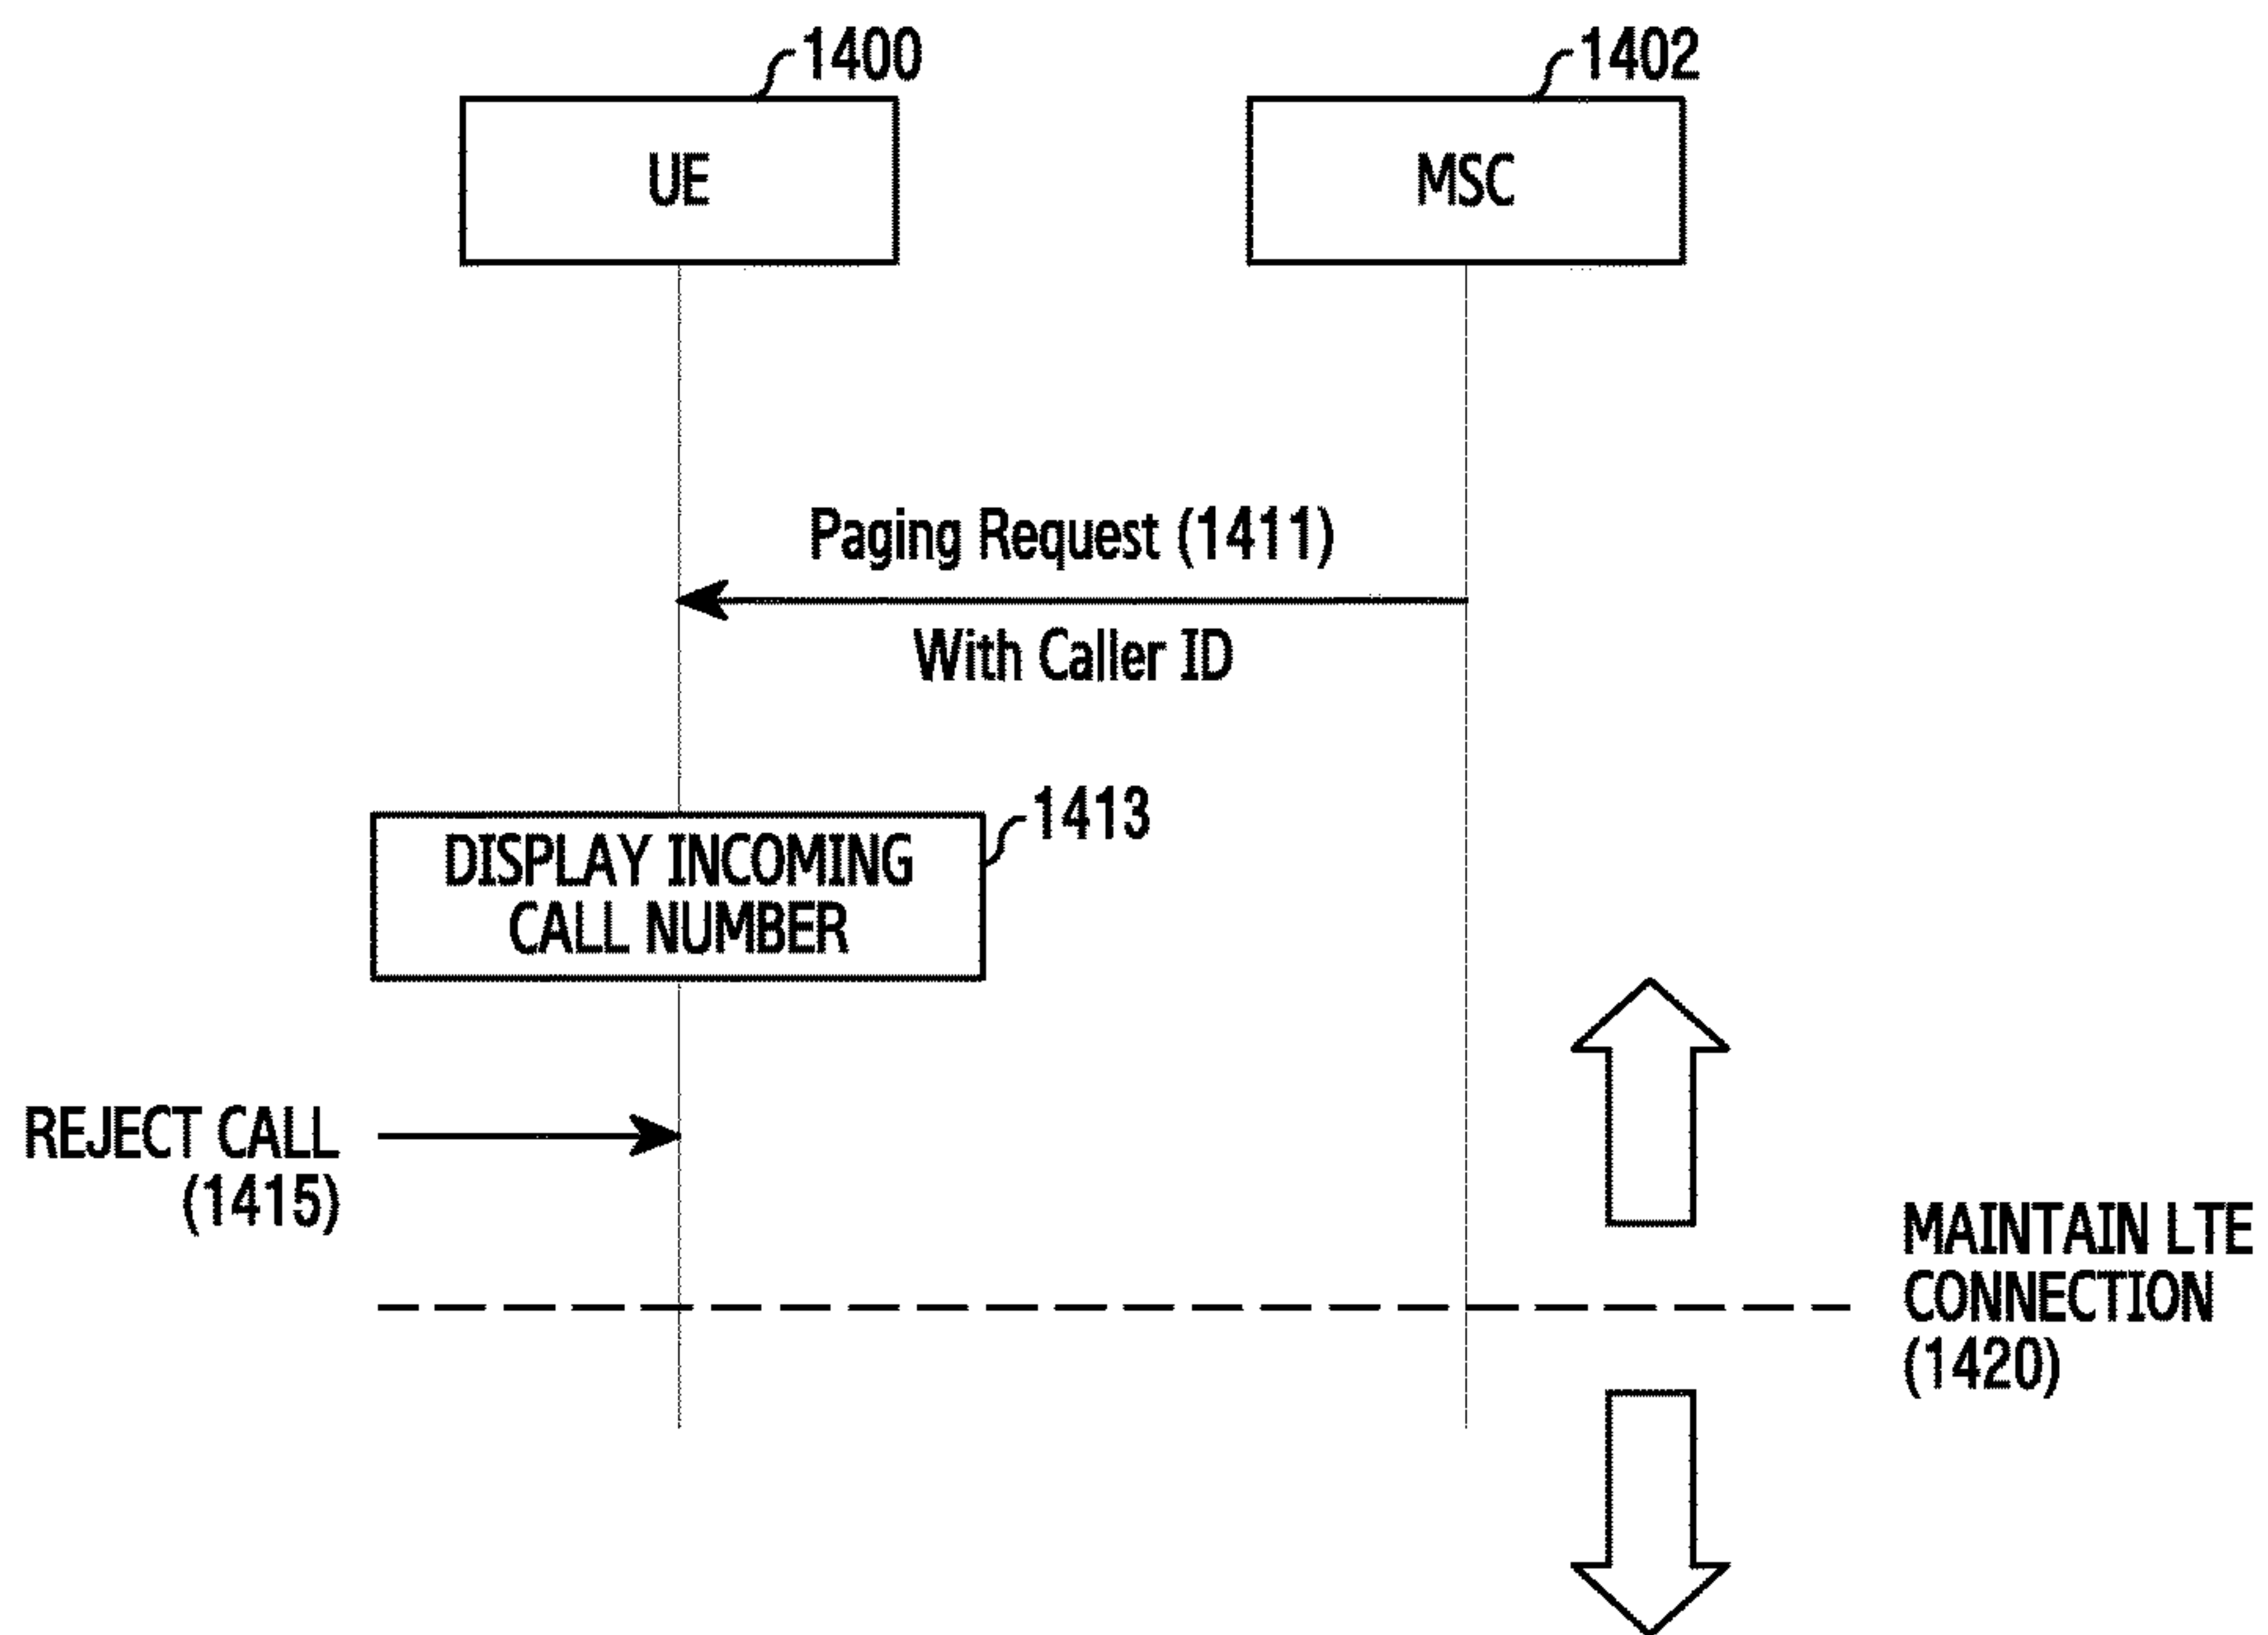 1400
1402
UE
MSC
Paging Request (1411)
With Caller ID
1413
DISPLAY INCOMING
CALL NUMBER
REJECT CALL
(1415)
MAINTAIN LTE
CONNECTION
(1420)